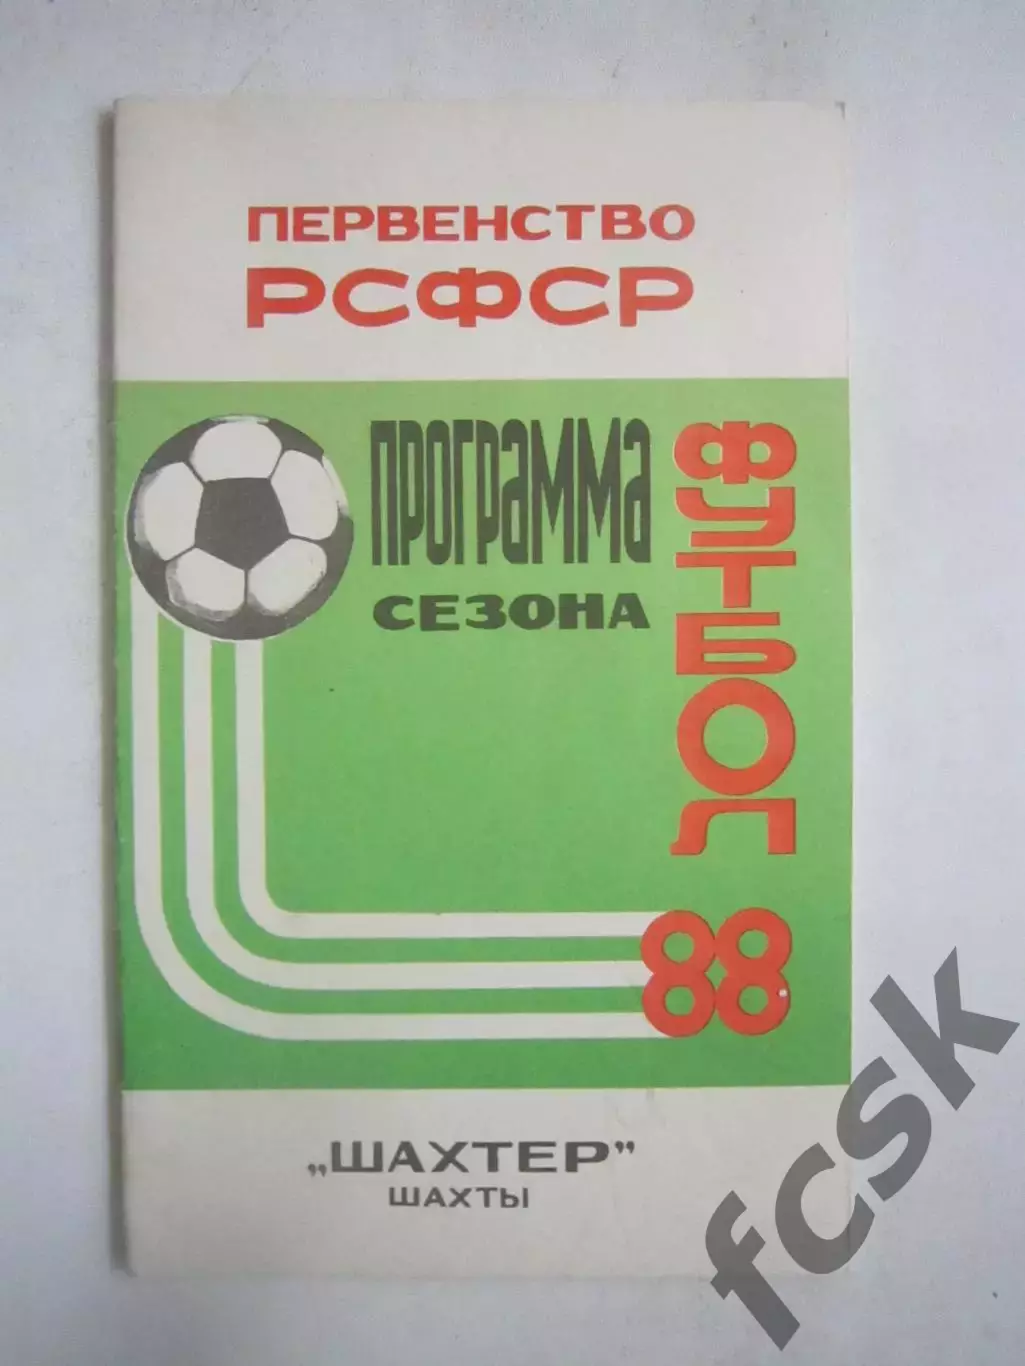 ПЕРВЕНСТВО
РСФСР
ПРОГРАММА
СЕЗОНА
ФУТБОЛ
88
„ШАХТЕР”
ШАХТЫ
fcsk